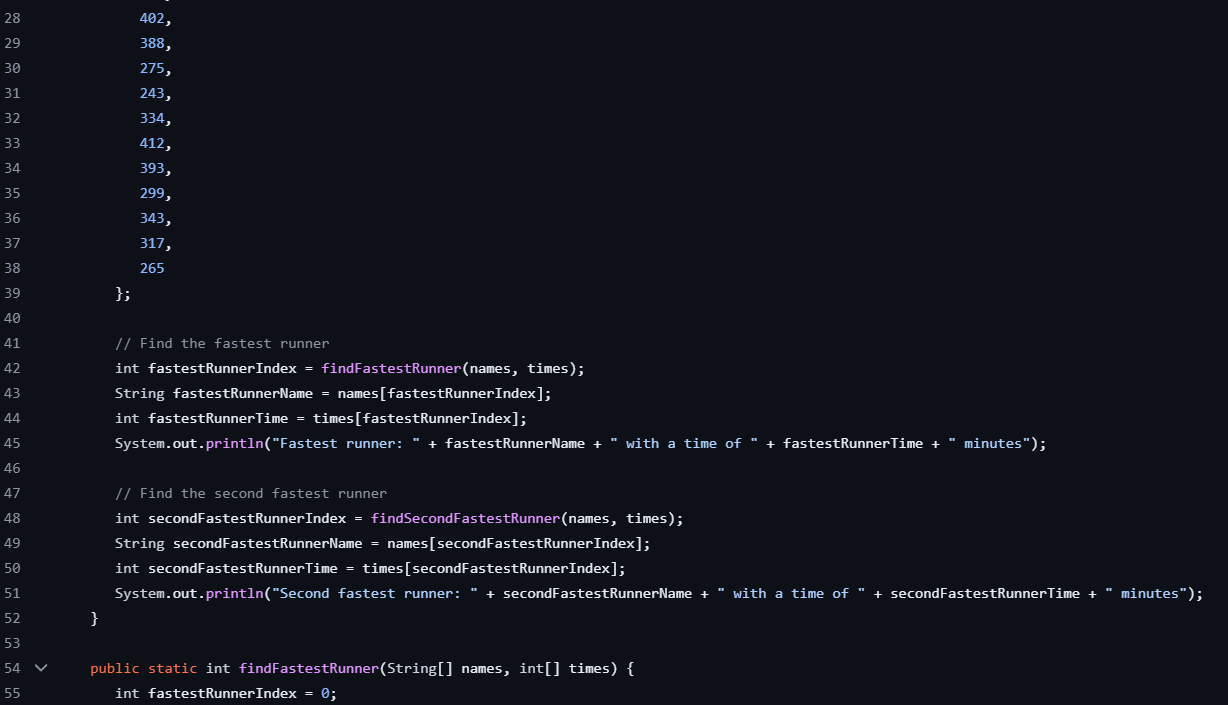 28 402,
29 388,
30 275,
31 243,
32 334,
33 412,
34 393,
35 299,
36 343,
37 317,
38 265
39 };
40
41 // Find the fastest runner
42 int fastestRunnerIndex = findFastestRunner(names, times);
43 String fastestRunnerName = names[fastestRunnerIndex];
44 int fastestRunnerTime = times[fastestRunnerIndex];
45 System.out.println("Fastest runner: " + fastestRunnerName + " with a time of " + fastestRunnerTime + " minutes");
46
47 // Find the second fastest runner
48 int secondFastestRunnerIndex = findSecondFastestRunner(names, times);
49 String secondFastestRunnerName = names[secondFastestRunnerIndex];
50 int secondFastestRunnerTime = times[secondFastestRunnerIndex];
51 System.out.println("Second fastest runner: " + secondFastestRunnerName + " with a time of " + secondFastestRunnerTime + " minutes");
52 }
53
54 public static int findFastestRunner(String[] names, int[] times) {
55 int fastestRunnerIndex = 0;